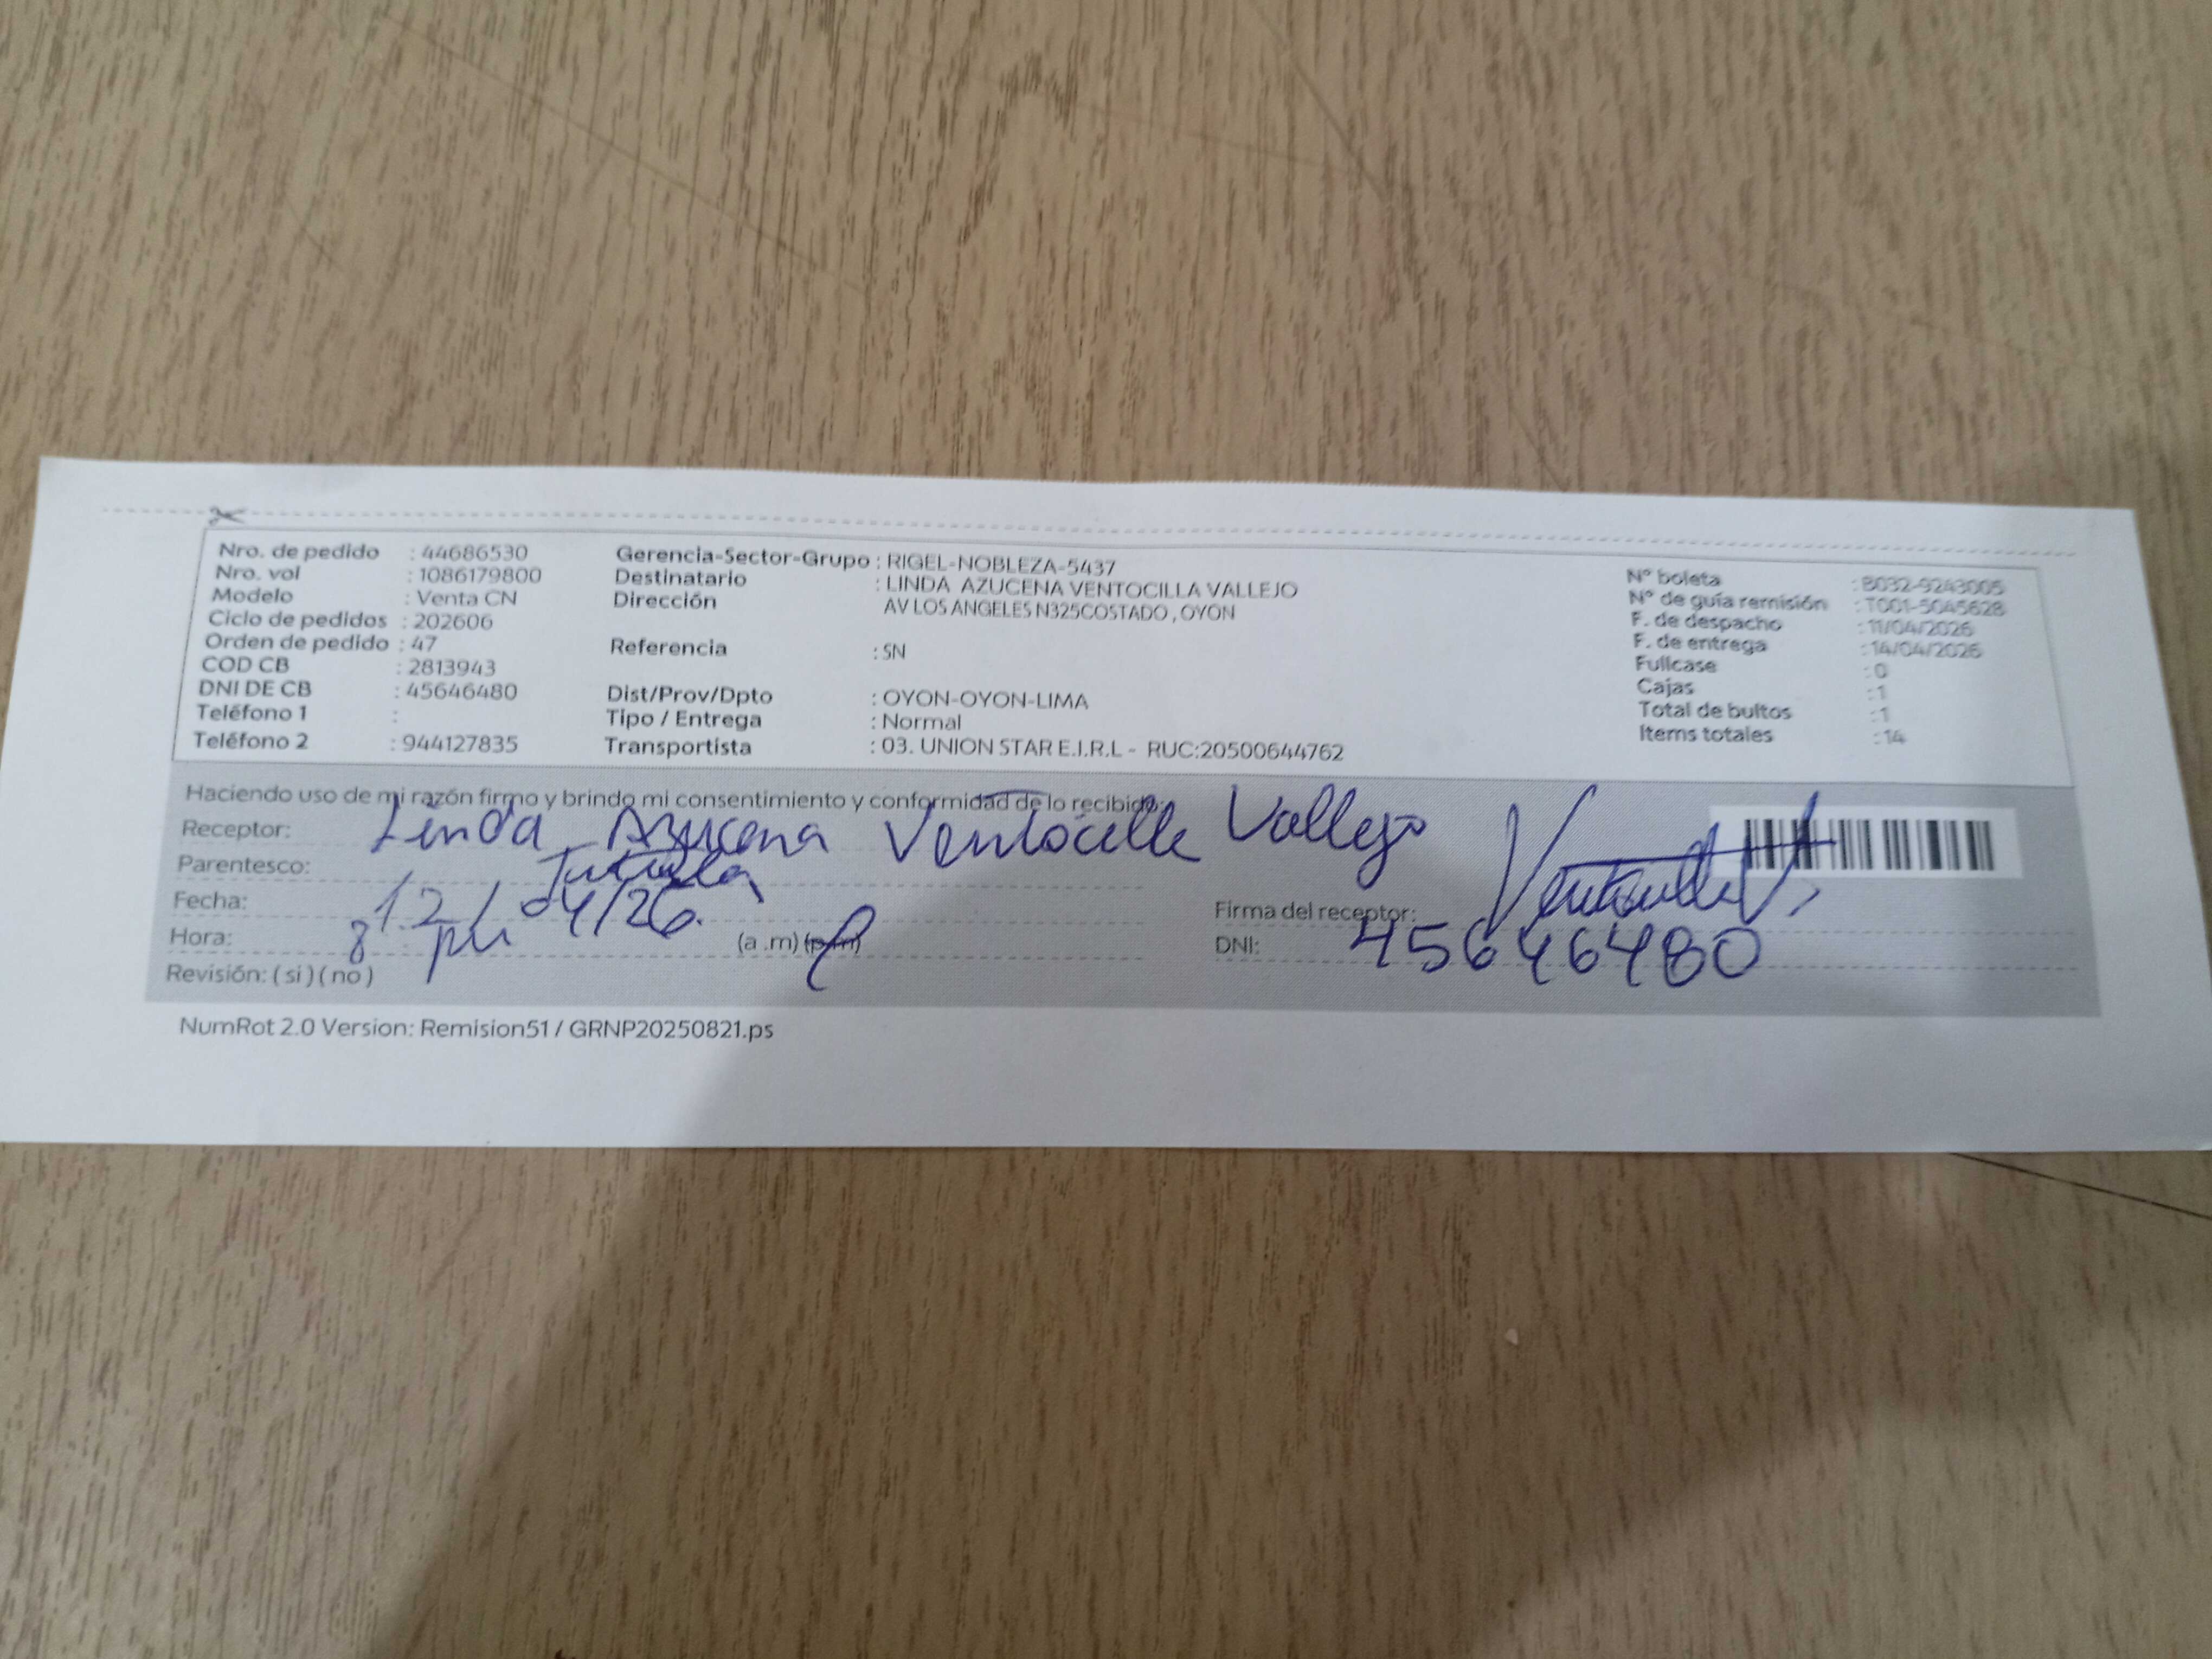 Nro. de pedido : 44686530
Nro. vol : 1086179800
Modelo : Venta CN
Ciclo de pedidos : 202606
Orden de pedido : 47
COD CB : 2813943
DNI DE CB : 45646480
Teléfono 1 :
Teléfono 2 : 944127835
Gerencia-Sector-Grupo : RIGEL-NOBLEZA-5437
Destinatario : LINDA AZUCENA VENTOCILLA VALLEJO
Dirección AV LOS ANGELES N325COSTADO , OYON
Referencia : SN
Dist/Prov/Dpto : OYON-OYON-LIMA
Tipo / Entrega : Normal
Transportista : 03. UNION STAR E.I.R.L - RUC:20500644762
N° boleta : B032-9243005
N° de guía remisión : T001-5045628
F. de despacho : 11/04/2026
F. de entrega : 14/04/2026
Fullcase : 0
Cajas : 1
Total de bultos : 1
Items totales : 14
Haciendo uso de mi razón firmo y brindo mi consentimiento y conformidad de lo recibido:
Receptor: Linda Azucena Ventocilla Vallejo
Parentesco: Titular
Fecha: 12/04/26.
Hora: 8 pm (a .m) (p.m)
Revisión: ( si ) ( no )
Firma del receptor:
DNI: 45646480
NumRot 2.0 Version: Remision51 / GRNP20250821.ps